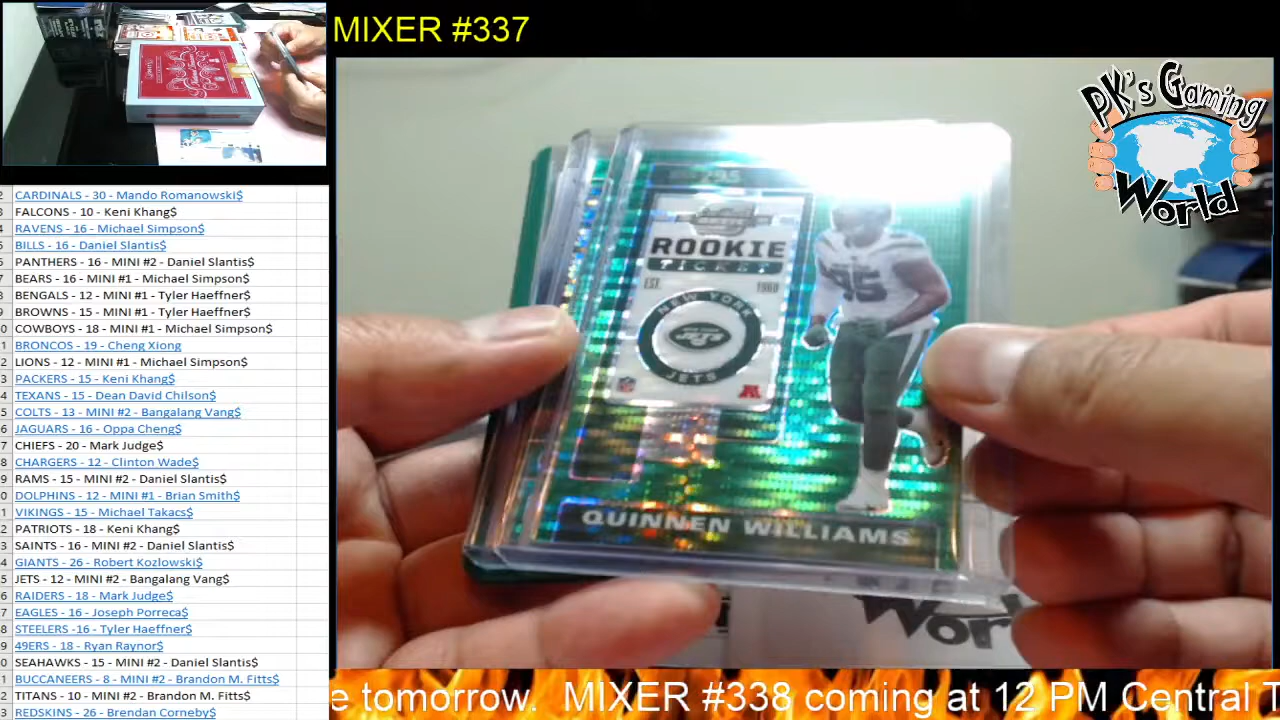 MIXER #337
PK's Gaming
World
CARDINALS - 30 - Mando Romanowski$
FALCONS - 10 - Keni Khang$
RAVENS - 16 - Michael Simpson$
BILLS - 16 - Daniel Slantis$
PANTHERS - 16 - MINI #2 - Daniel Slantis$
BEARS - 16 - MINI #1 - Michael Simpson$
BENGALS - 12 - MINI #1 - Tyler Haeffner$
BROWNS - 15 - MINI #1 - Tyler Haeffner$
COWBOYS - 18 - MINI #1 - Michael Simpson$
BRONCOS - 19 - Cheng Xiong
LIONS - 12 - MINI #1 - Michael Simpson$
PACKERS - 15 - Keni Khang$
TEXANS - 15 - Dean David Chilson$
COLTS - 13 - MINI #2 - Bangalang Vang$
JAGUARS - 16 - Oppa Cheng$
CHIEFS - 20 - Mark Judge$
CHARGERS - 12 - Clinton Wade$
RAMS - 15 - MINI #2 - Daniel Slantis$
DOLPHINS - 12 - MINI #1 - Brian Smith$
VIKINGS - 15 - Michael Takacs$
PATRIOTS - 18 - Keni Khang$
SAINTS - 16 - MINI #2 - Daniel Slantis$
GIANTS - 26 - Robert Kozlowski$
JETS - 12 - MINI #2 - Bangalang Vang$
RAIDERS - 18 - Mark Judge$
EAGLES - 16 - Joseph Porreca$
STEELERS -16 - Tyler Haeffner$
49ERS - 18 - Ryan Raynor$
SEAHAWKS - 15 - MINI #2 - Daniel Slantis$
BUCCANEERS - 8 - MINI #2 - Brandon M. Fitts$
TITANS - 10 - MINI #2 - Brandon M. Fitts$
REDSKINS - 26 - Brendan Corneby$
ROOKIE
TICKET
EST. 1960
NEW YORK
JETS
95
QUINNEN WILLIAMS
Wor
e tomorrow. MIXER #338 coming at 12 PM Central T